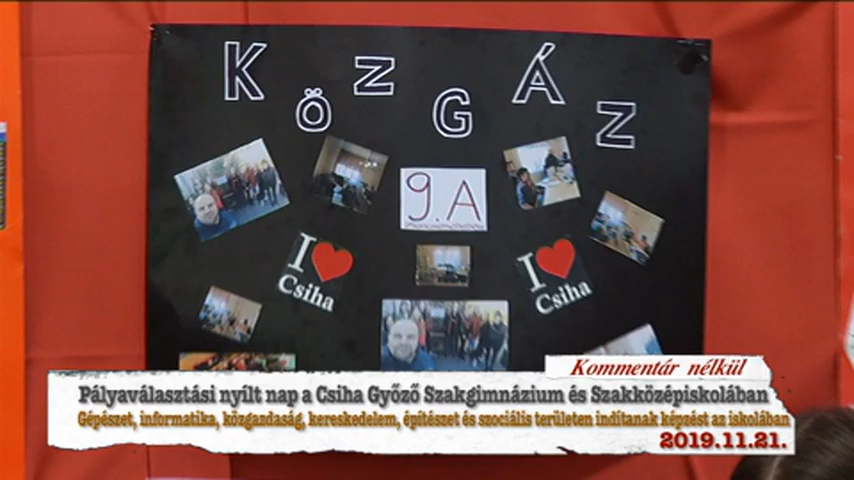 KÖZGÁZ
9.A
I
Csiha
I
Csiha
Kommentár nélkül
Pályaválasztási nyílt nap a Csiha Győző Szakgimnázium és Szakközépiskolában
Gépészet, informatika, közgazdaság, kereskedelem, építészet és szociális területen indítanak képzést az iskolában
2019.11.21.